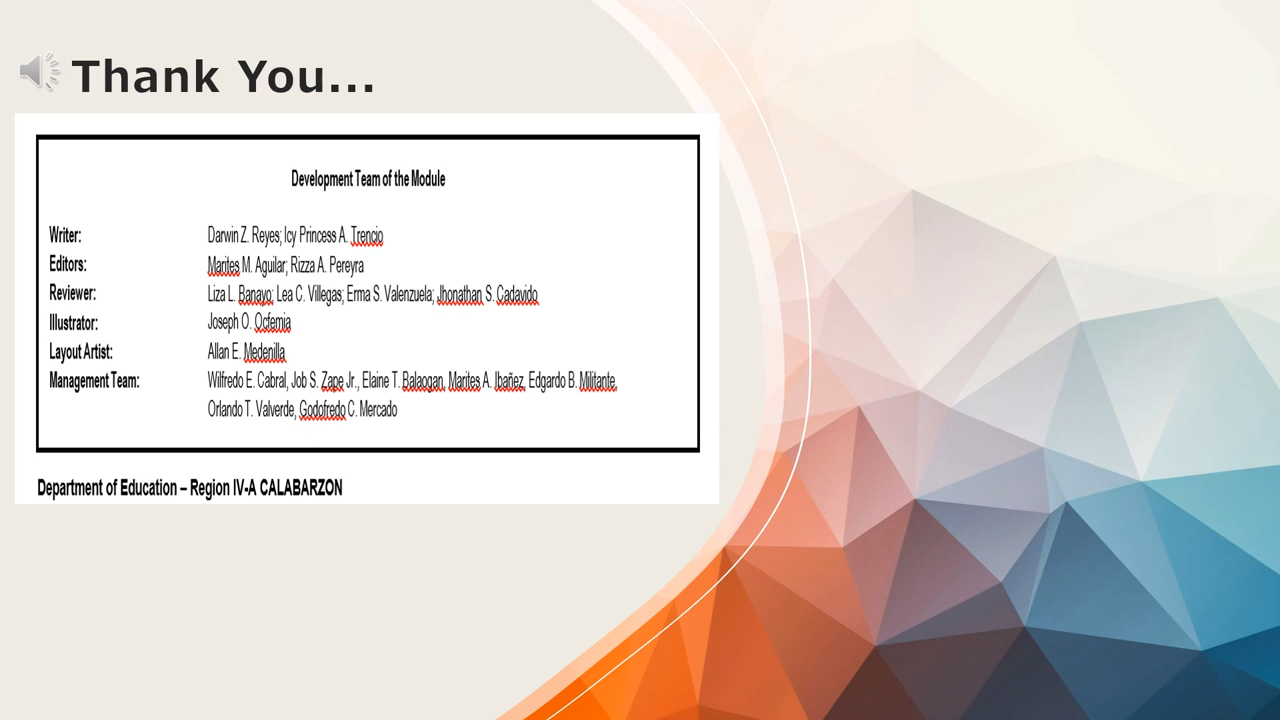 Thank You...
Development Team of the Module
Writer: Darwin Z. Reyes; Icy Princess A. Trencio
Editors: Marites M. Aguilar; Rizza A. Pereyra
Reviewer: Liza L. Banayo; Lea C. Villegas; Erma S. Valenzuela; Jhonathan S. Cadavido
Illustrator: Joseph O. Ocfemia
Layout Artist: Allan E. Medenilla
Management Team: Wilfredo E. Cabral, Job S. Zape Jr., Elaine T. Balaogan, Marites A. Ibañez, Edgardo B. Militante,
Orlando T. Valverde, Godofredo C. Mercado
Department of Education – Region IV-A CALABARZON